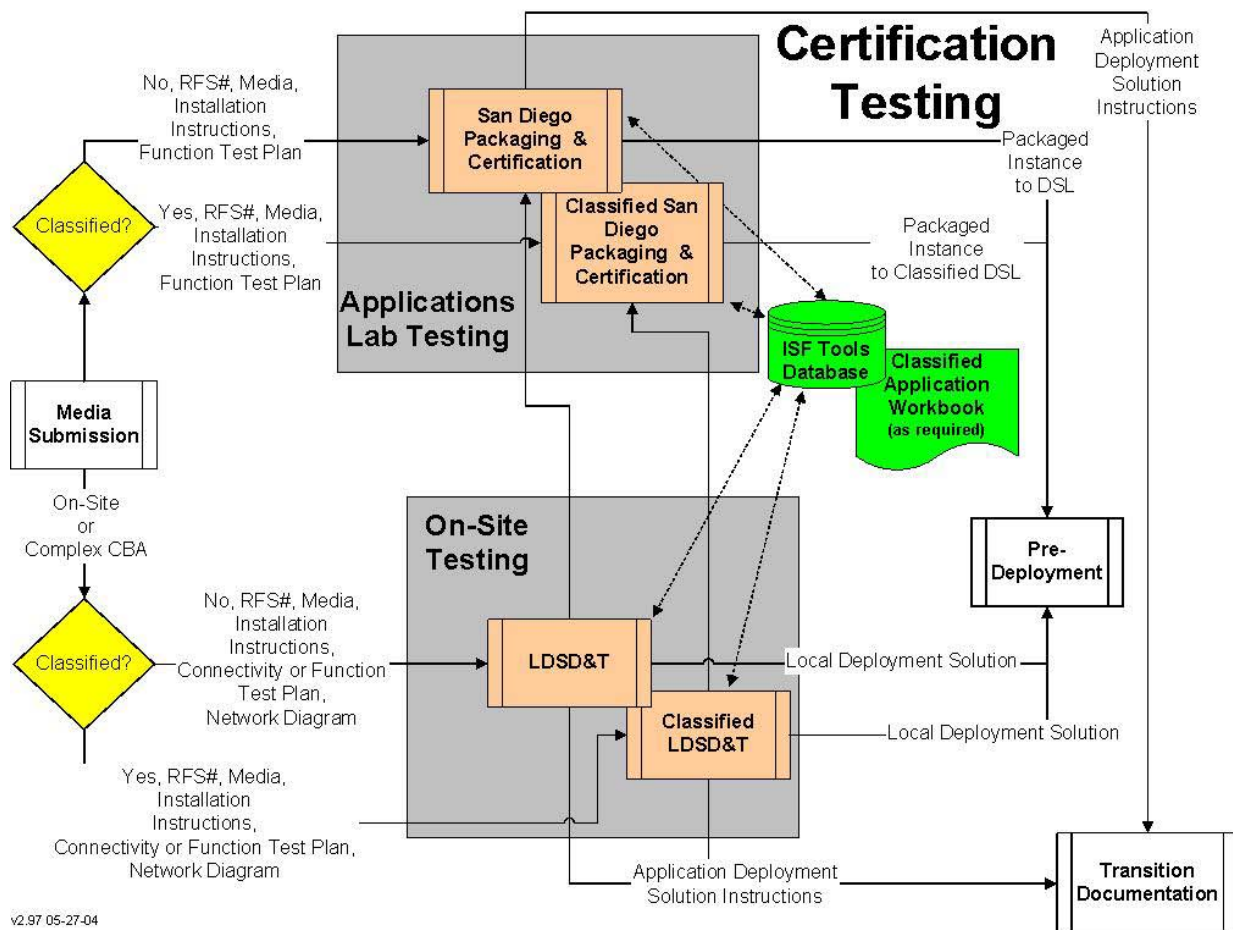 Certification
Testing
Application
Deployment
Solution
Instructions
No, RFS#, Media,
Installation
Instructions,
Function Test Plan
San Diego
Packaging &
Certification
Packaged
Instance
to DSL
Classified?
Yes, RFS#, Media,
Installation
Instructions,
Function Test Plan
Classified San
Diego
Packaging &
Certification
Packaged
Instance
to Classified DSL
Applications
Lab Testing
ISF Tools
Database
Classified
Application
Workbook
(as required)
Media
Submission
On-Site
or
Complex CBA
On-Site
Testing
Pre-
Deployment
Classified?
No, RFS#, Media,
Installation
Instructions,
Connectivity or Function
Test Plan,
Network Diagram
LDSD&T
Local Deployment Solution
Classified
LDSD&T
Local Deployment Solution
Yes, RFS#, Media,
Installation
Instructions,
Connectivity or Function Test Plan,
Network Diagram
Application Deployment
Solution Instructions
Transition
Documentation
v2.97 05-27-04